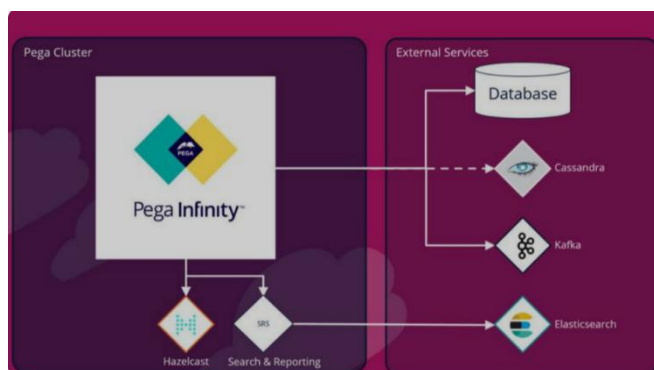 Pega Cluster
External Services
PEGA
Pega Infinity™
Database
Cassandra
Kafka
SRS
Elasticsearch
Hazelcast
Search & Reporting